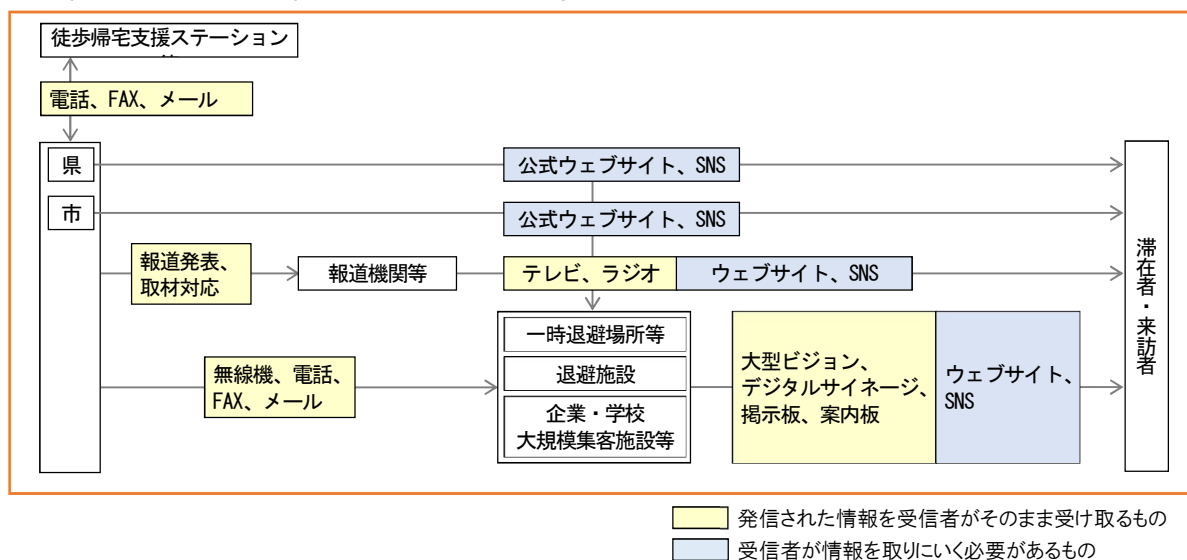 徒歩帰宅支援ステーション
電話、FAX、メール
県
公式ウェブサイト、SNS
市
公式ウェブサイト、SNS
報道発表、
取材対応
報道機関等
テレビ、ラジオ
ウェブサイト、SNS
滞在者・来訪者
無線機、電話、
FAX、メール
一時退避場所等
退避施設
企業・学校
大規模集客施設等
大型ビジョン、
デジタルサイネージ、
掲示板、案内板
ウェブサイト、
SNS
発信された情報を受信者がそのまま受け取るもの
受信者が情報を取りにいく必要があるもの